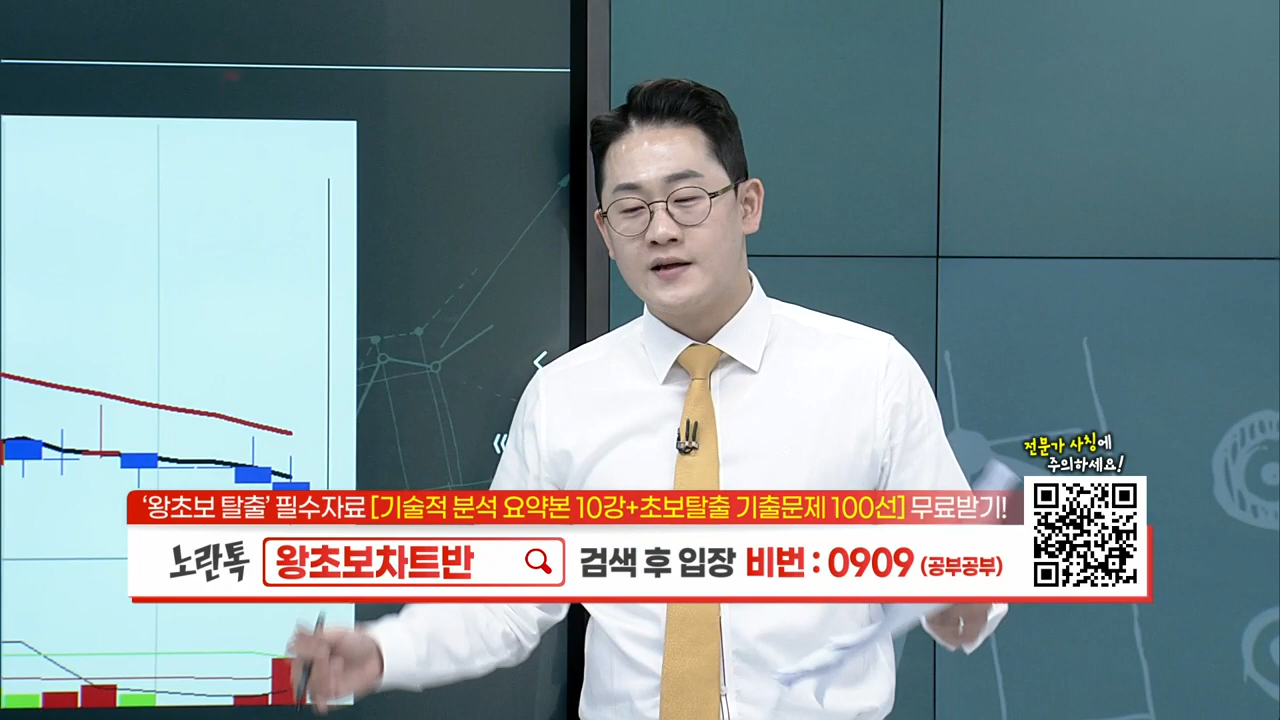 전문가 사칭에
주의하세요!
'왕초보 탈출' 필수자료 [기술적 분석 요약본 10강+초보탈출 기출문제 100선] 무료받기!
노란톡 왕초보차트반 검색 후 입장 비번 : 0909 (공부공부)